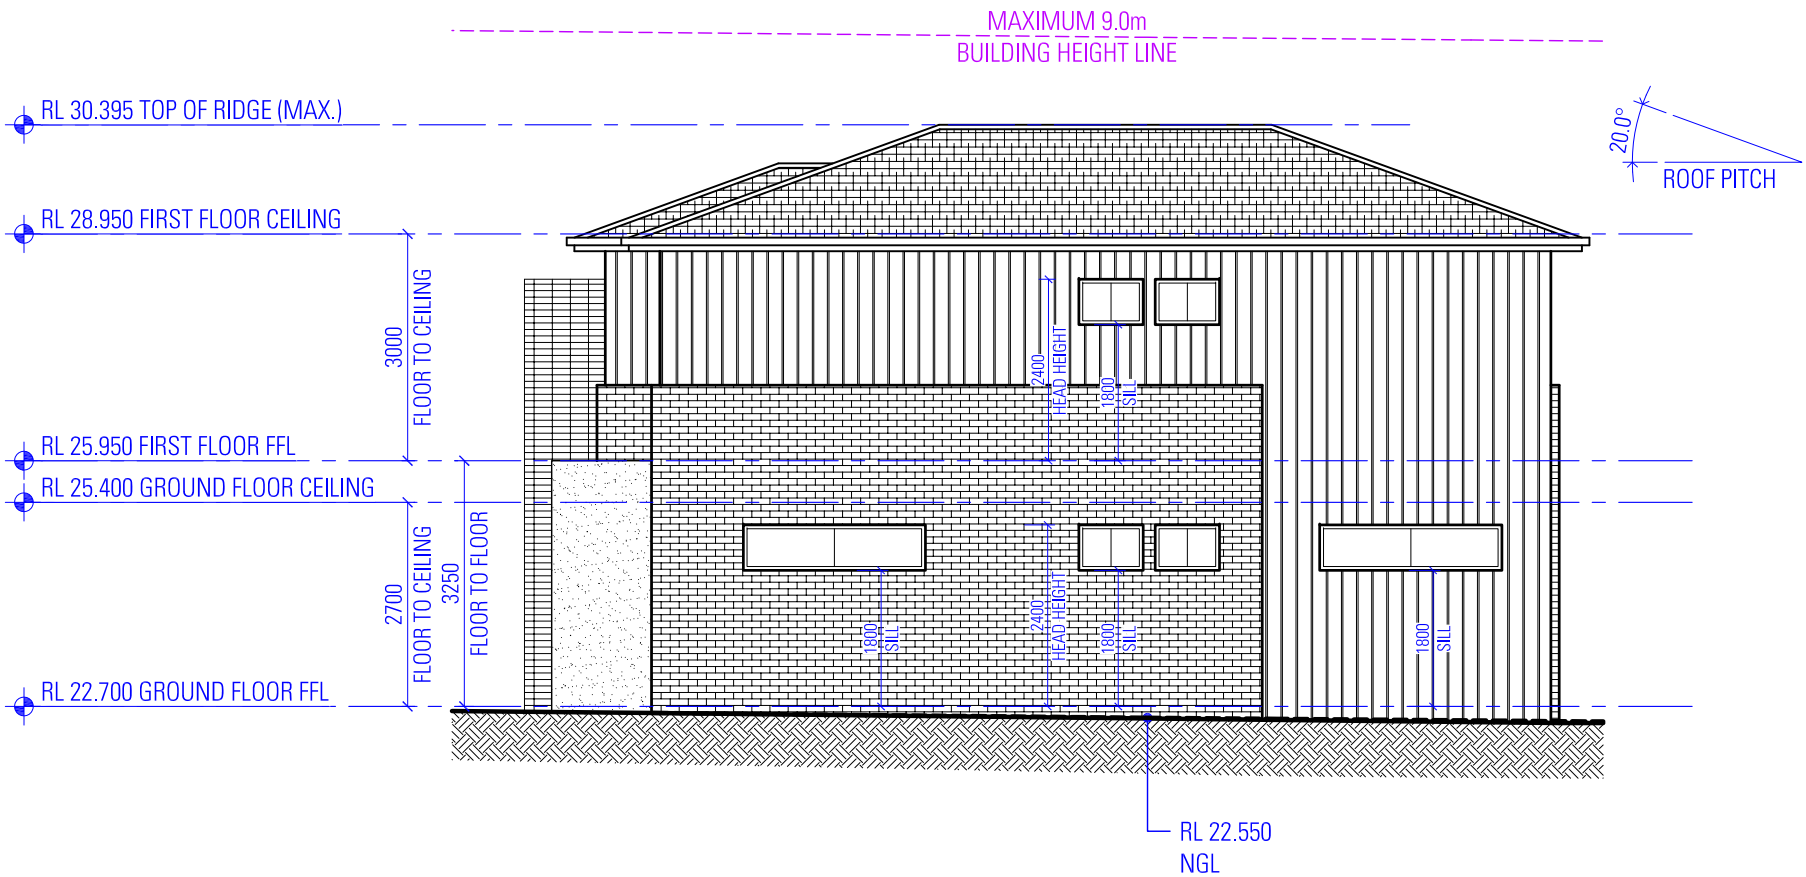 MAXIMUM 9.0m
BUILDING HEIGHT LINE
RL 30.395 TOP OF RIDGE (MAX.)
20.0°
ROOF PITCH
RL 28.950 FIRST FLOOR CEILING
3000
FLOOR TO CEILING
2400
HEAD HEIGHT
1800
SILL
RL 25.950 FIRST FLOOR FFL
RL 25.400 GROUND FLOOR CEILING
2700
FLOOR TO CEILING
3250
FLOOR TO FLOOR
1800
SILL
2400
HEAD HEIGHT
1800
SILL
1800
SILL
RL 22.700 GROUND FLOOR FFL
RL 22.550
NGL